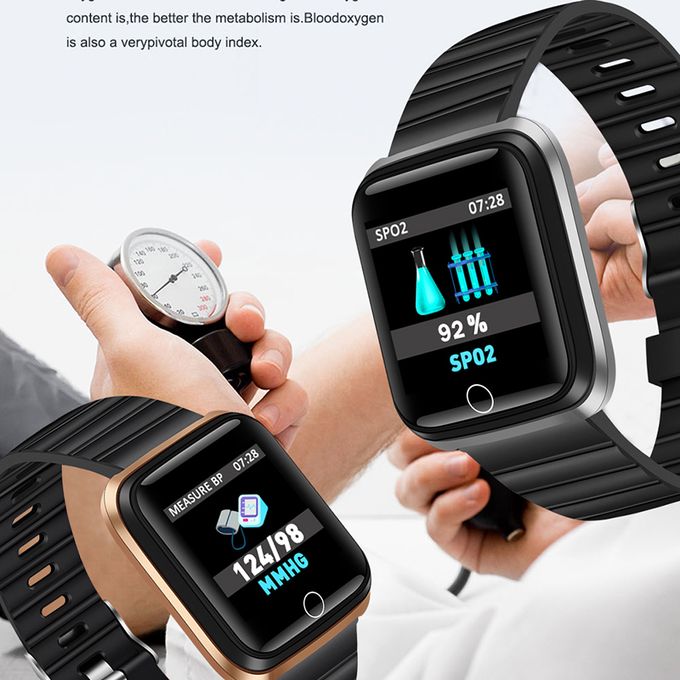 content is,the better the metabolism is.Bloodoxygen
is also a verypivotal body index.
SPO2 07:28
92%
SPO2
MEASURE BP 07:28
124/98
MMHG